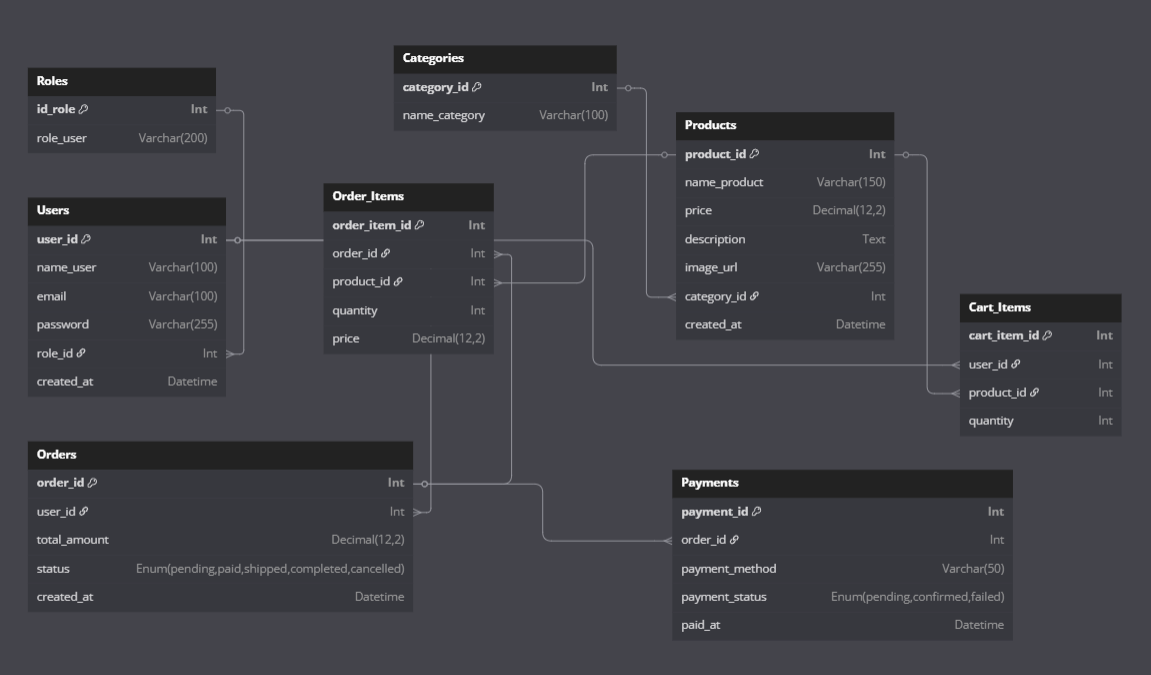 Roles
id_role Int
role_user Varchar(200)
Users
user_id Int
name_user Varchar(100)
email Varchar(100)
password Varchar(255)
role_id Int
created_at Datetime
Orders
order_id Int
user_id Int
total_amount Decimal(12,2)
status Enum(pending,paid,shipped,completed,cancelled)
created_at Datetime
Categories
category_id Int
name_category Varchar(100)
Order_Items
order_item_id Int
order_id Int
product_id Int
quantity Int
price Decimal(12,2)
Products
product_id Int
name_product Varchar(150)
price Decimal(12,2)
description Text
image_url Varchar(255)
category_id Int
created_at Datetime
Cart_Items
cart_item_id Int
user_id Int
product_id Int
quantity Int
Payments
payment_id Int
order_id Int
payment_method Varchar(50)
payment_status Enum(pending,confirmed,failed)
paid_at Datetime